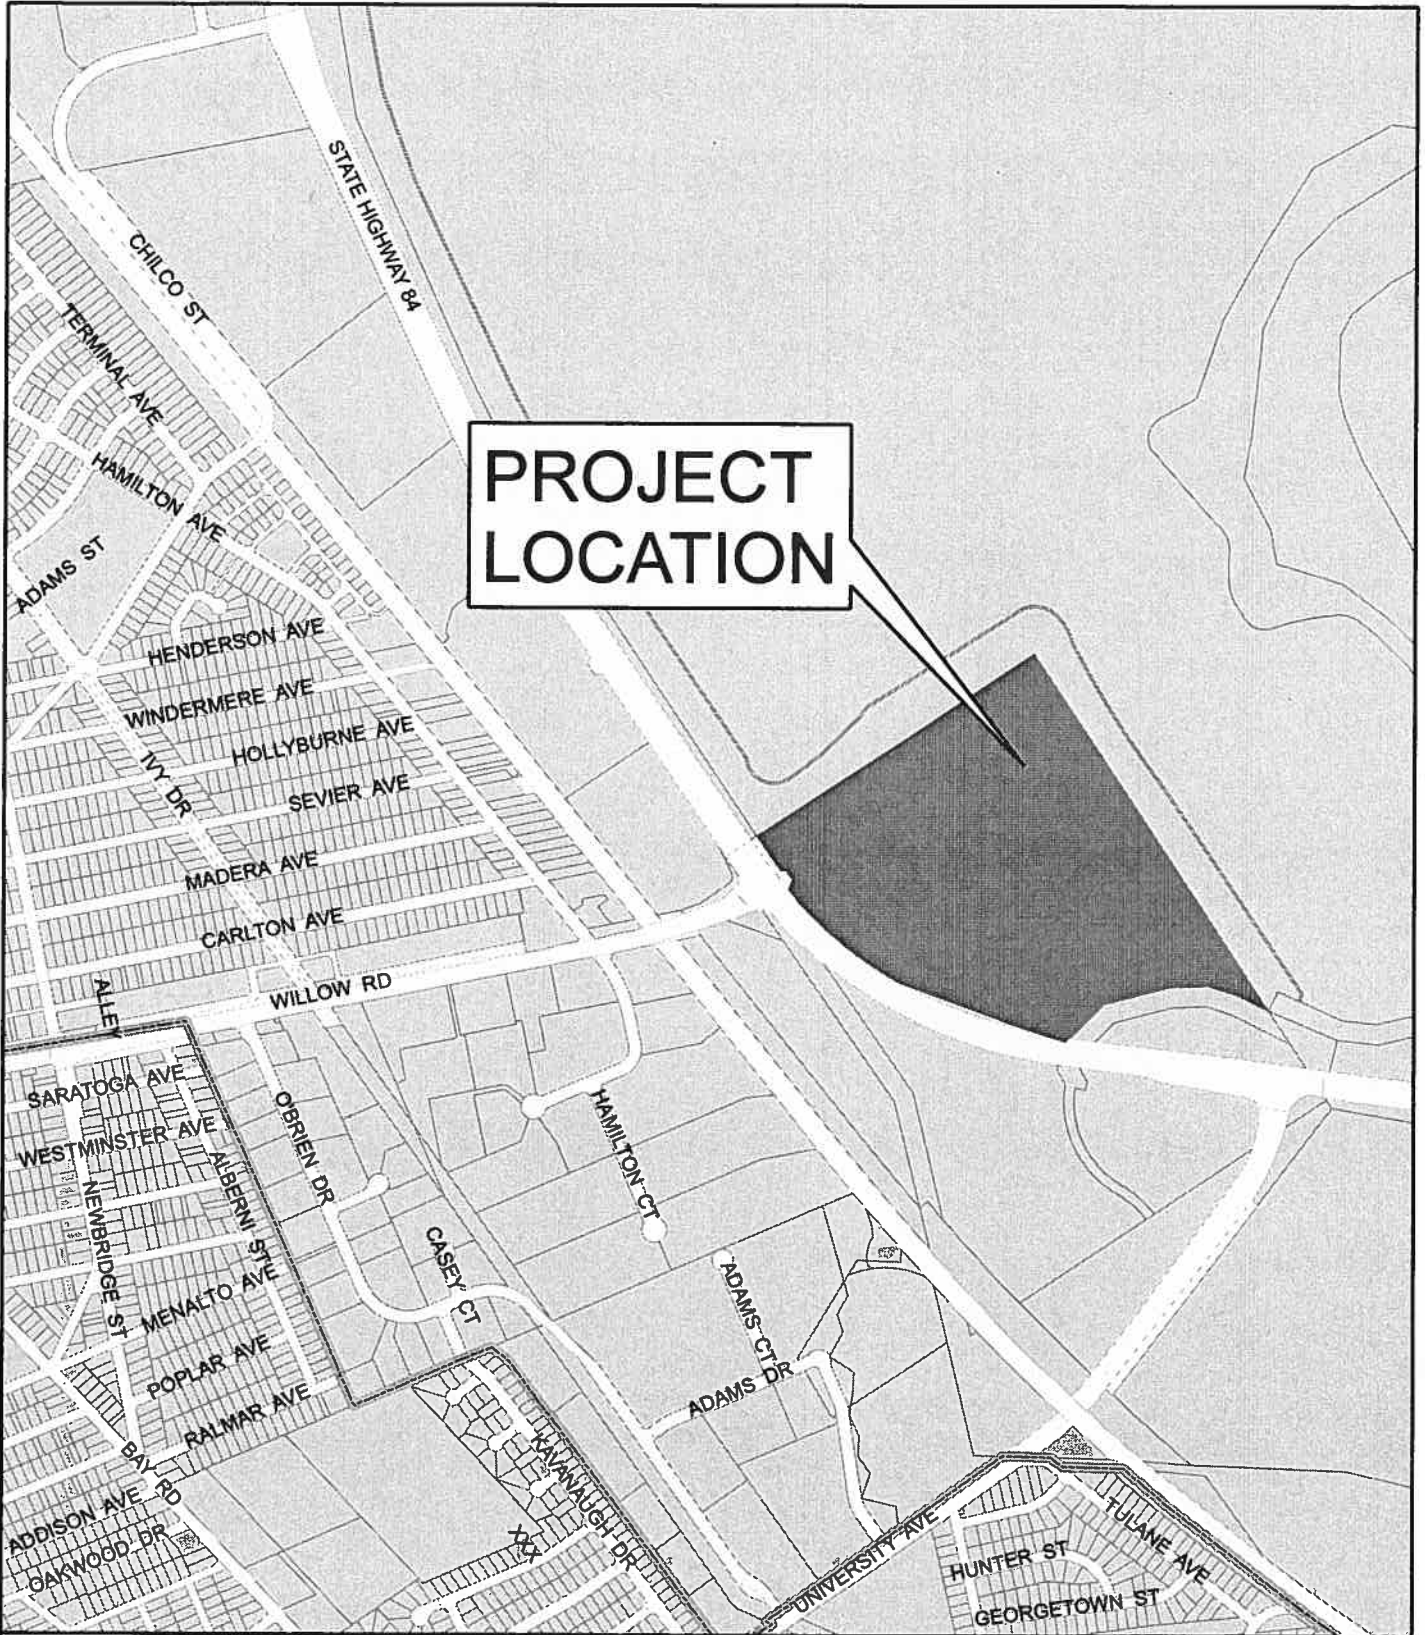 STATE HIGHWAY 84
CHILCO ST
TERMINAL AVE
PROJECT
LOCATION
HAMILTON AVE
ADAMS ST
HENDERSON AVE
WINDERMERE AVE
HOLLYBURNE AVE
IVY DR
SEVIER AVE
MADERA AVE
CARLTON AVE
WILLOW RD
ALLEY
SARATOGA AVE
WESTMINSTER AVE
O'BRIEN DR
HAMILTON CT
ALBERNI ST
NEWBRIDGE ST
CASEY CT
MENALTO AVE
ADAMS CT
POPLAR AVE
ADAMS DR
RALMAR AVE
BAY RD
KAVANAUGH DR
ADDISON AVE
OAKWOOD DR
XXX
UNIVERSITY AVE
TULANE AVE
HUNTER ST
GEORGETOWN ST